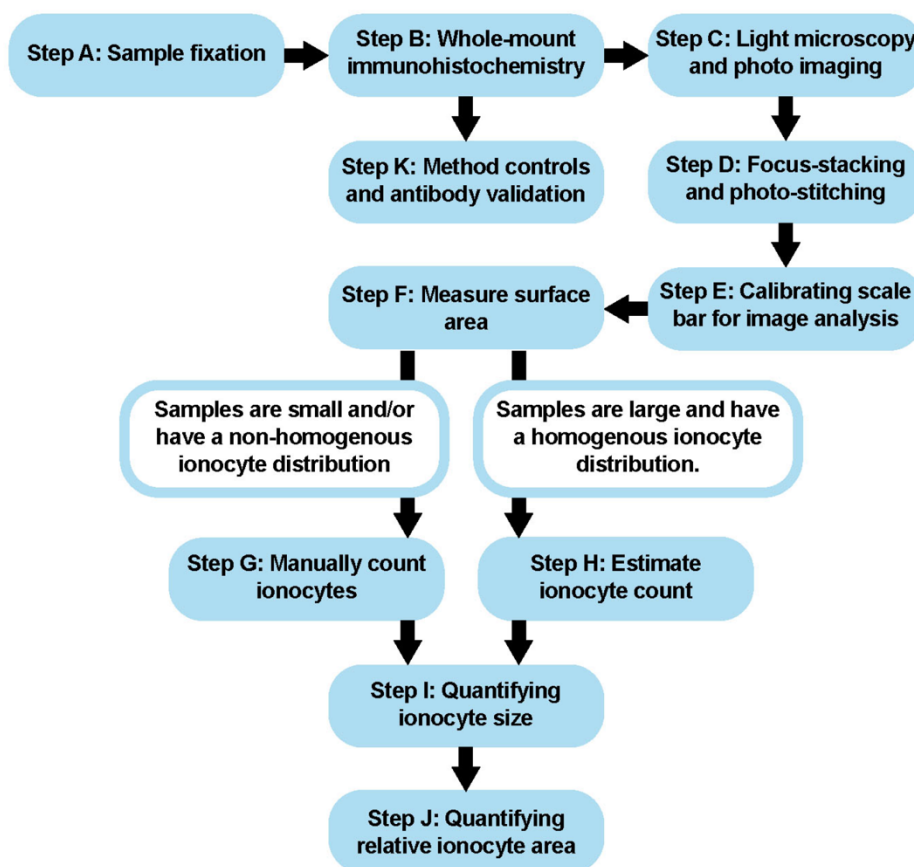 Step A: Sample fixation
Step B: Whole-mount
immunohistochemistry
Step C: Light microscopy
and photo imaging
Step K: Method controls
and antibody validation
Step D: Focus-stacking
and photo-stitching
Step F: Measure surface
area
Step E: Calibrating scale
bar for image analysis
Samples are small and/or
have a non-homogenous
ionocyte distribution
Samples are large and have
a homogenous ionocyte
distribution.
Step G: Manually count
ionocytes
Step H: Estimate
ionocyte count
Step I: Quantifying
ionocyte size
Step J: Quantifying
relative ionocyte area